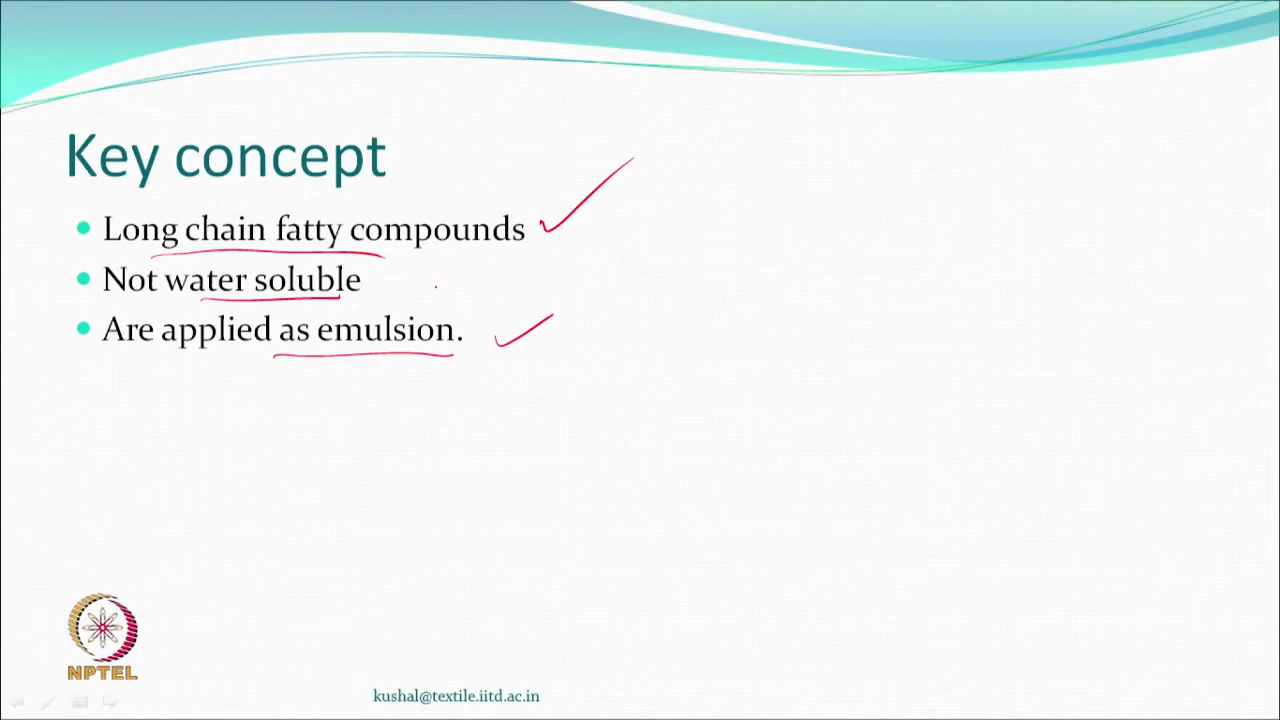 Key concept
Long chain fatty compounds
Not water soluble
Are applied as emulsion.
NPTEL
kushal@textile.iitd.ac.in